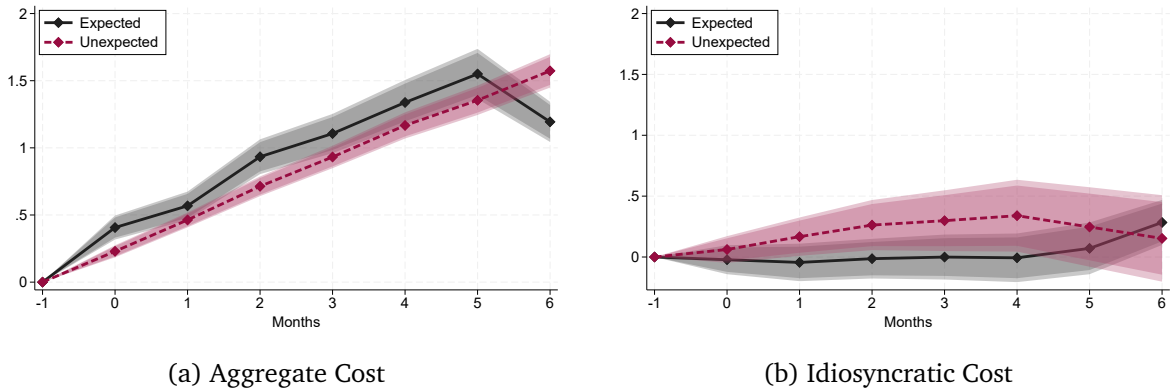 Expected
Unexpected
2
1.5
1
.5
0
-1 0 1 2 3 4 5 6
Months
(a) Aggregate Cost
Expected
Unexpected
2
1.5
1
.5
0
-1 0 1 2 3 4 5 6
Months
(b) Idiosyncratic Cost